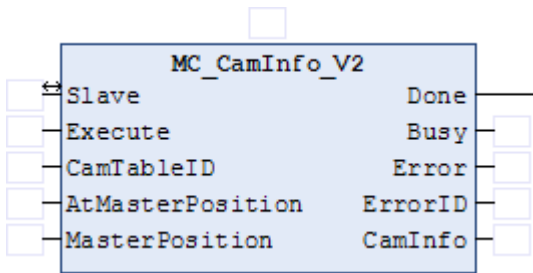 MC_CamInfo_V2
Slave Done
Execute Busy
CamTableID Error
AtMasterPosition ErrorID
MasterPosition CamInfo